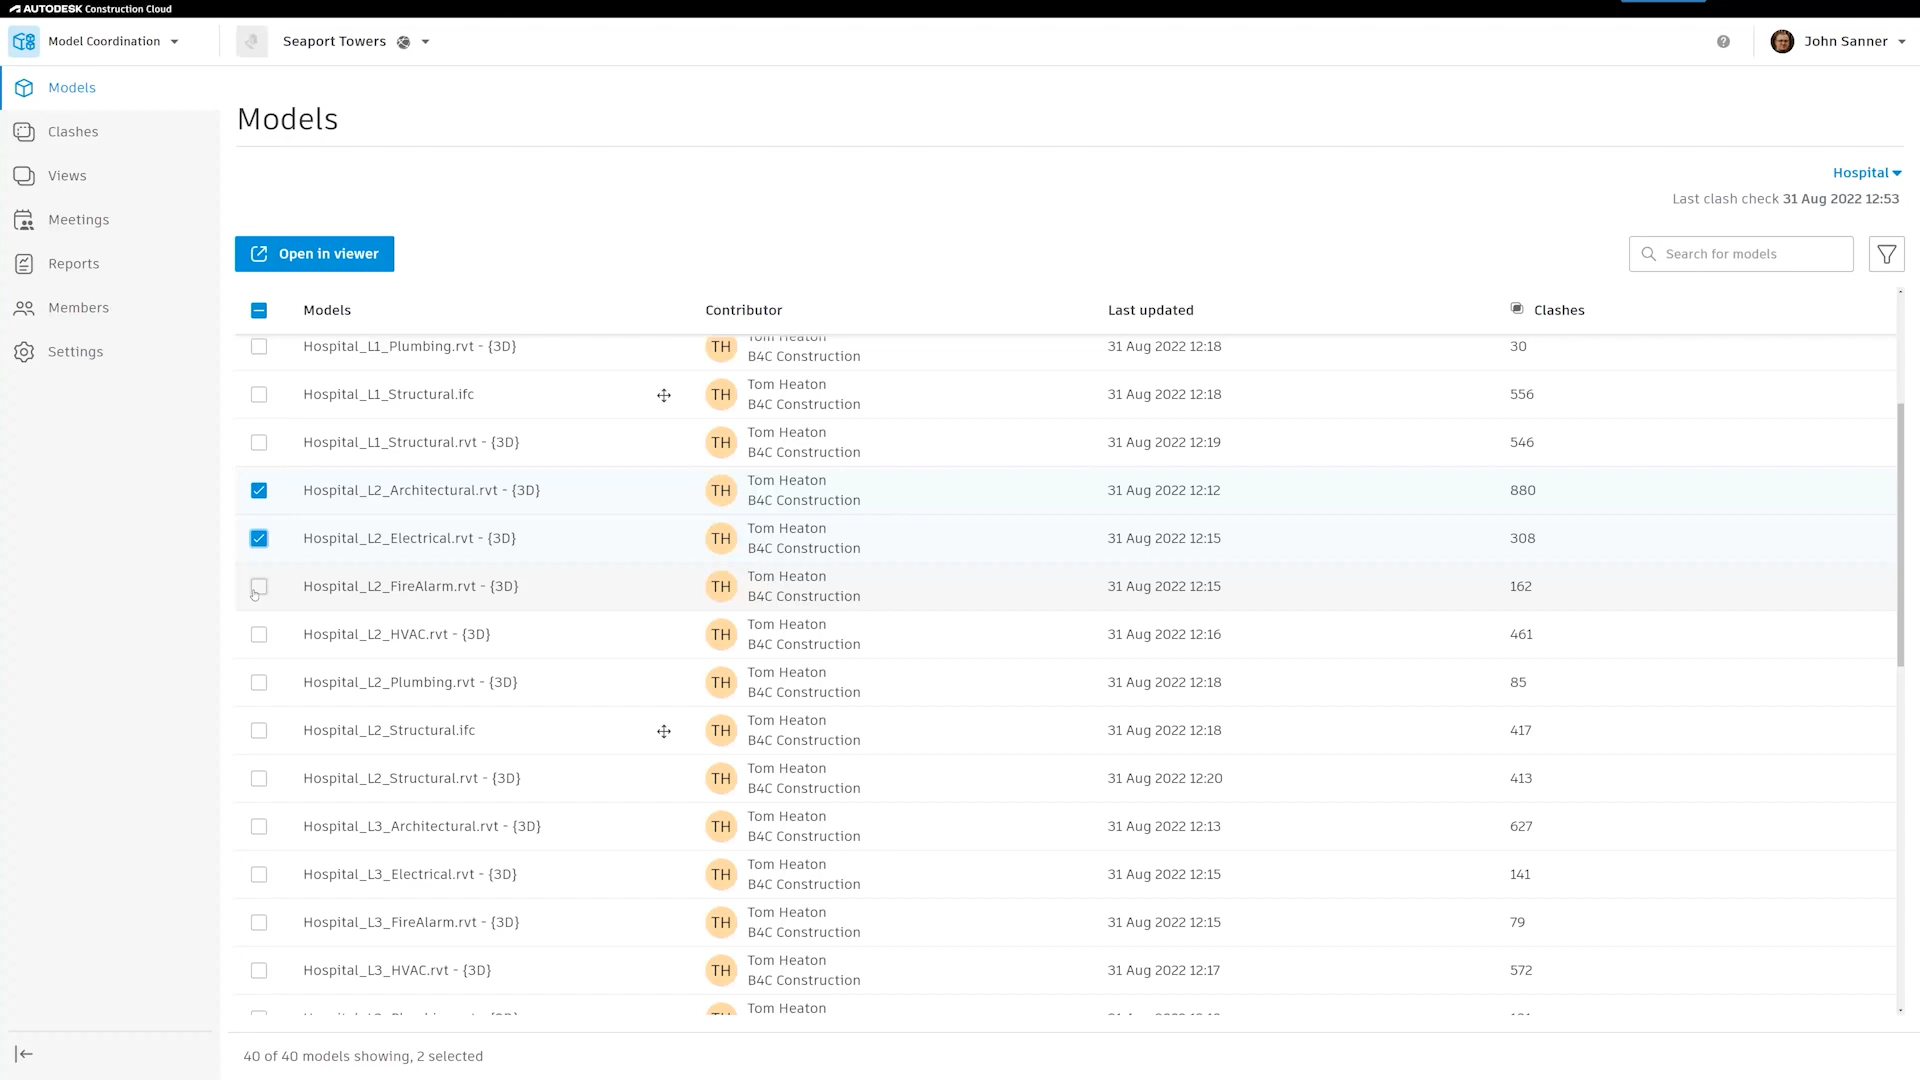 AUTODESK Construction Cloud
Model Coordination
Seaport Towers
John Sanner
Models
Clashes
Views
Meetings
Reports
Members
Settings
Models
Hospital
Last clash check 31 Aug 2022 12:53
Open in viewer
Search for models
Models Contributor Last updated Clashes
Hospital_L1_Plumbing.rvt - {3D} TH Tom Heaton 31 Aug 2022 12:18 30
B4C Construction
Hospital_L1_Structural.ifc TH Tom Heaton 31 Aug 2022 12:18 556
B4C Construction
Hospital_L1_Structural.rvt - {3D} TH Tom Heaton 31 Aug 2022 12:19 546
B4C Construction
Hospital_L2_Architectural.rvt - {3D} TH Tom Heaton 31 Aug 2022 12:12 880
B4C Construction
Hospital_L2_Electrical.rvt - {3D} TH Tom Heaton 31 Aug 2022 12:15 308
B4C Construction
Hospital_L2_FireAlarm.rvt - {3D} TH Tom Heaton 31 Aug 2022 12:15 162
B4C Construction
Hospital_L2_HVAC.rvt - {3D} TH Tom Heaton 31 Aug 2022 12:16 461
B4C Construction
Hospital_L2_Plumbing.rvt - {3D} TH Tom Heaton 31 Aug 2022 12:18 85
B4C Construction
Hospital_L2_Structural.ifc TH Tom Heaton 31 Aug 2022 12:18 417
B4C Construction
Hospital_L2_Structural.rvt - {3D} TH Tom Heaton 31 Aug 2022 12:20 413
B4C Construction
Hospital_L3_Architectural.rvt - {3D} TH Tom Heaton 31 Aug 2022 12:13 627
B4C Construction
Hospital_L3_Electrical.rvt - {3D} TH Tom Heaton 31 Aug 2022 12:15 141
B4C Construction
Hospital_L3_FireAlarm.rvt - {3D} TH Tom Heaton 31 Aug 2022 12:15 79
B4C Construction
Hospital_L3_HVAC.rvt - {3D} TH Tom Heaton 31 Aug 2022 12:17 572
B4C Construction
Tom Heaton
40 of 40 models showing, 2 selected